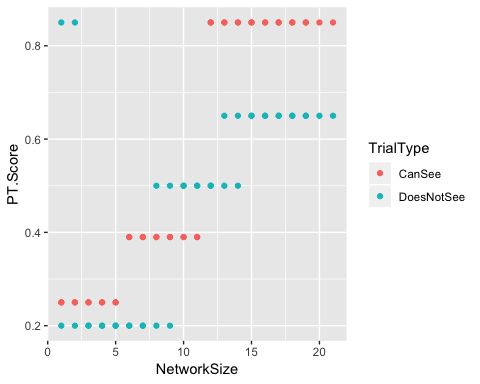 0.8
0.6
0.4
0.2
PT.Score
0 5 10 15 20
NetworkSize
TrialType
CanSee
DoesNotSee